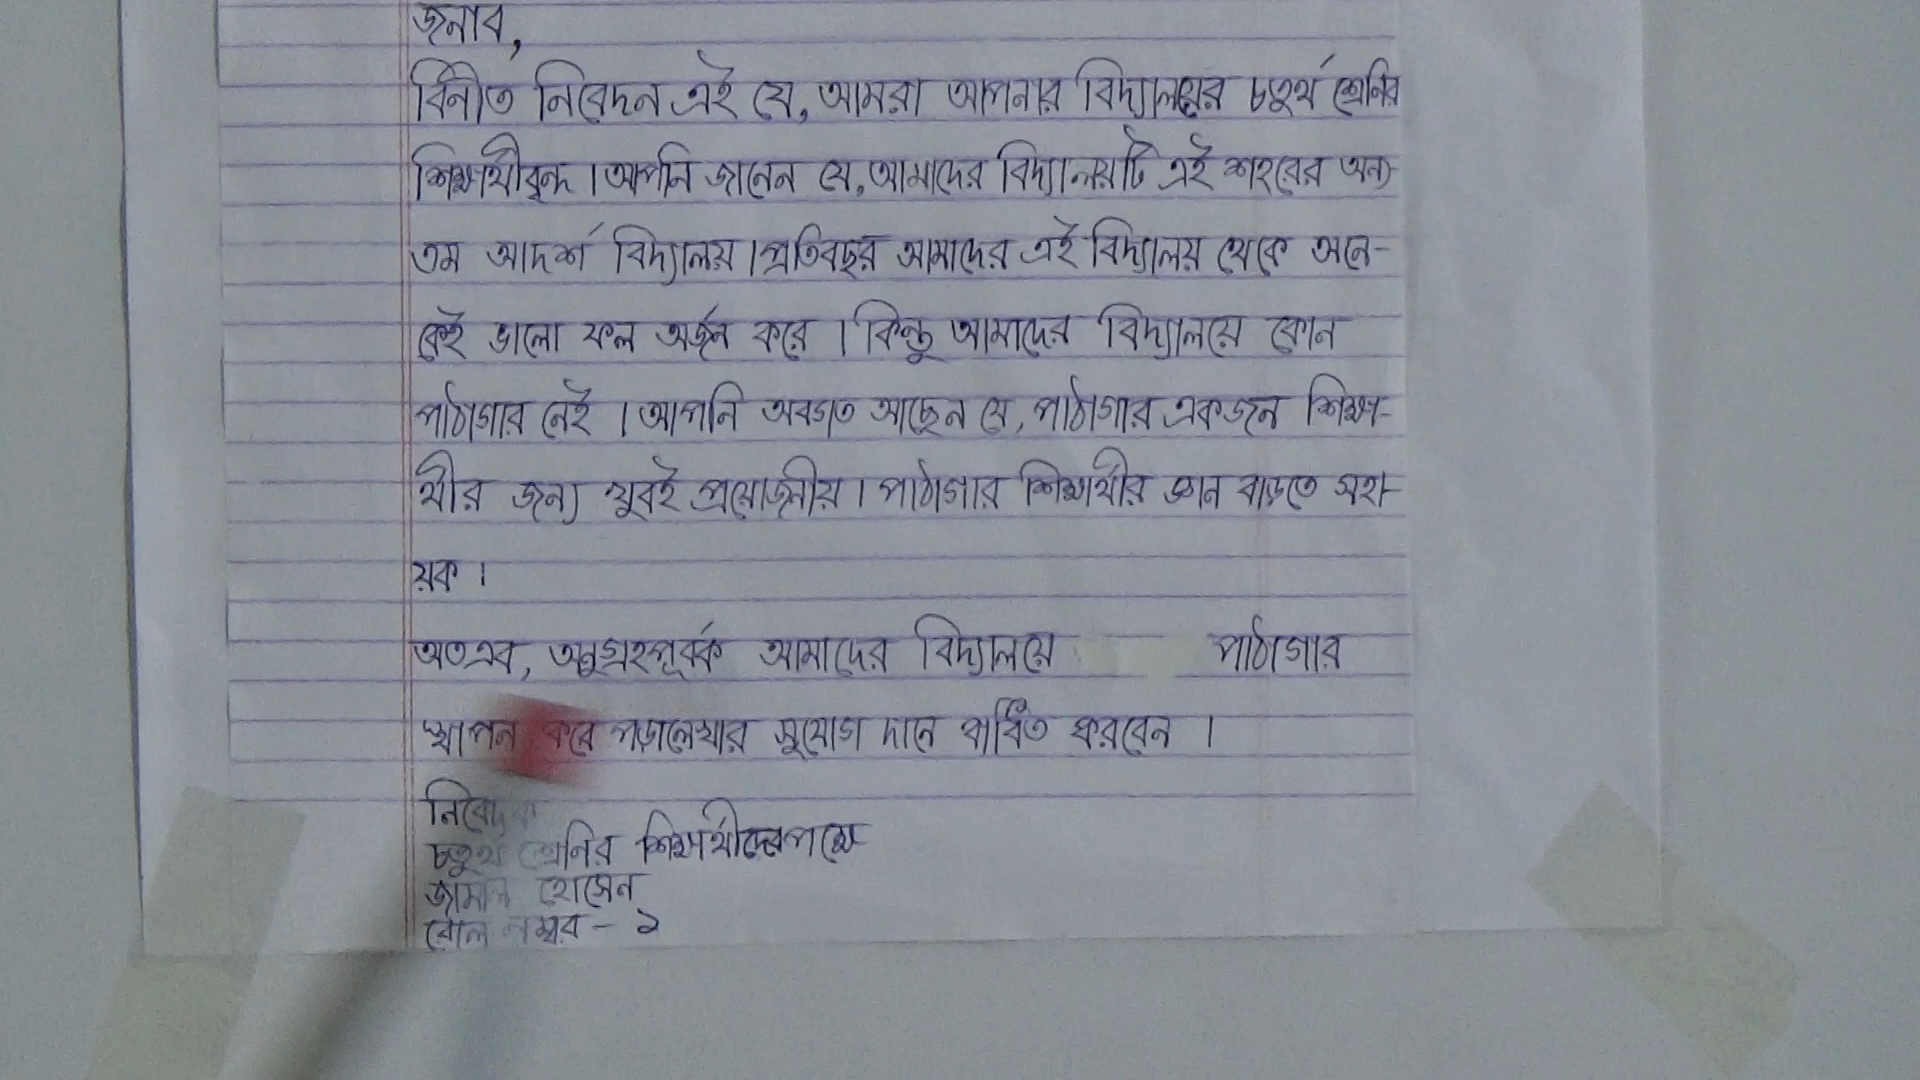 জনাব,
বিনীত নিবেদন এই যে, আমরা আপনার বিদ্যালয়ের চতুর্থ শ্রেনির
শিক্ষার্থীবৃন্দ । আপনি জানেন যে, আমাদের বিদ্যালয়টি এই শহরের অন্য-
তম আদর্শ বিদ্যালয় । প্রতিবছর আমাদের এই বিদ্যালয় থেকে অনে-
কেই ভালো ফল অর্জন করে । কিন্তু আমাদের বিদ্যালয়ে কোন
পাঠাগার নেই । আপনি অবগত আছেন যে, পাঠাগার একজন শিক্ষা-
র্থীর জন্য খুবই প্রয়োজনীয় । পাঠাগার শিক্ষার্থীর জ্ঞান বাড়তে সহা-
য়ক ।
অতএব, অনুগ্রহপূর্বক আমাদের বিদ্যালয়ে পাঠাগার
স্থাপন করে পড়ালেখার সুযোগ দানে বাধিত করবেন ।
নিবেদক
চতুর্থ শ্রেনির শিক্ষার্থীদের পক্ষে
জামাল হোসেন
রোল নম্বর - ১